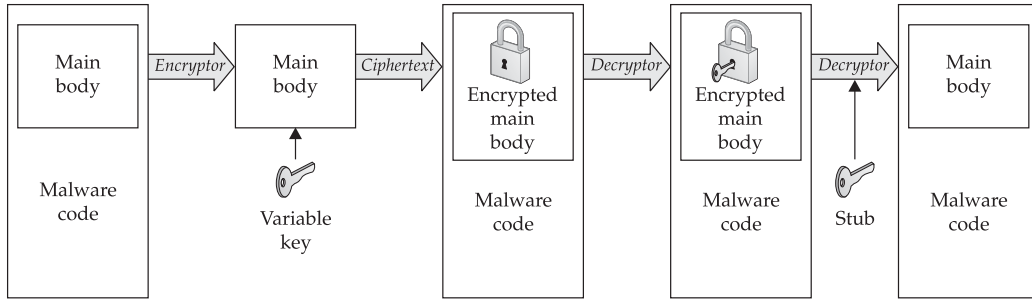 Main
body
Malware
code
Encryptor
Main
body
Variable
key
Ciphertext
Encrypted
main
body
Malware
code
Decryptor
Encrypted
main
body
Malware
code
Decryptor
Stub
Main
body
Malware
code